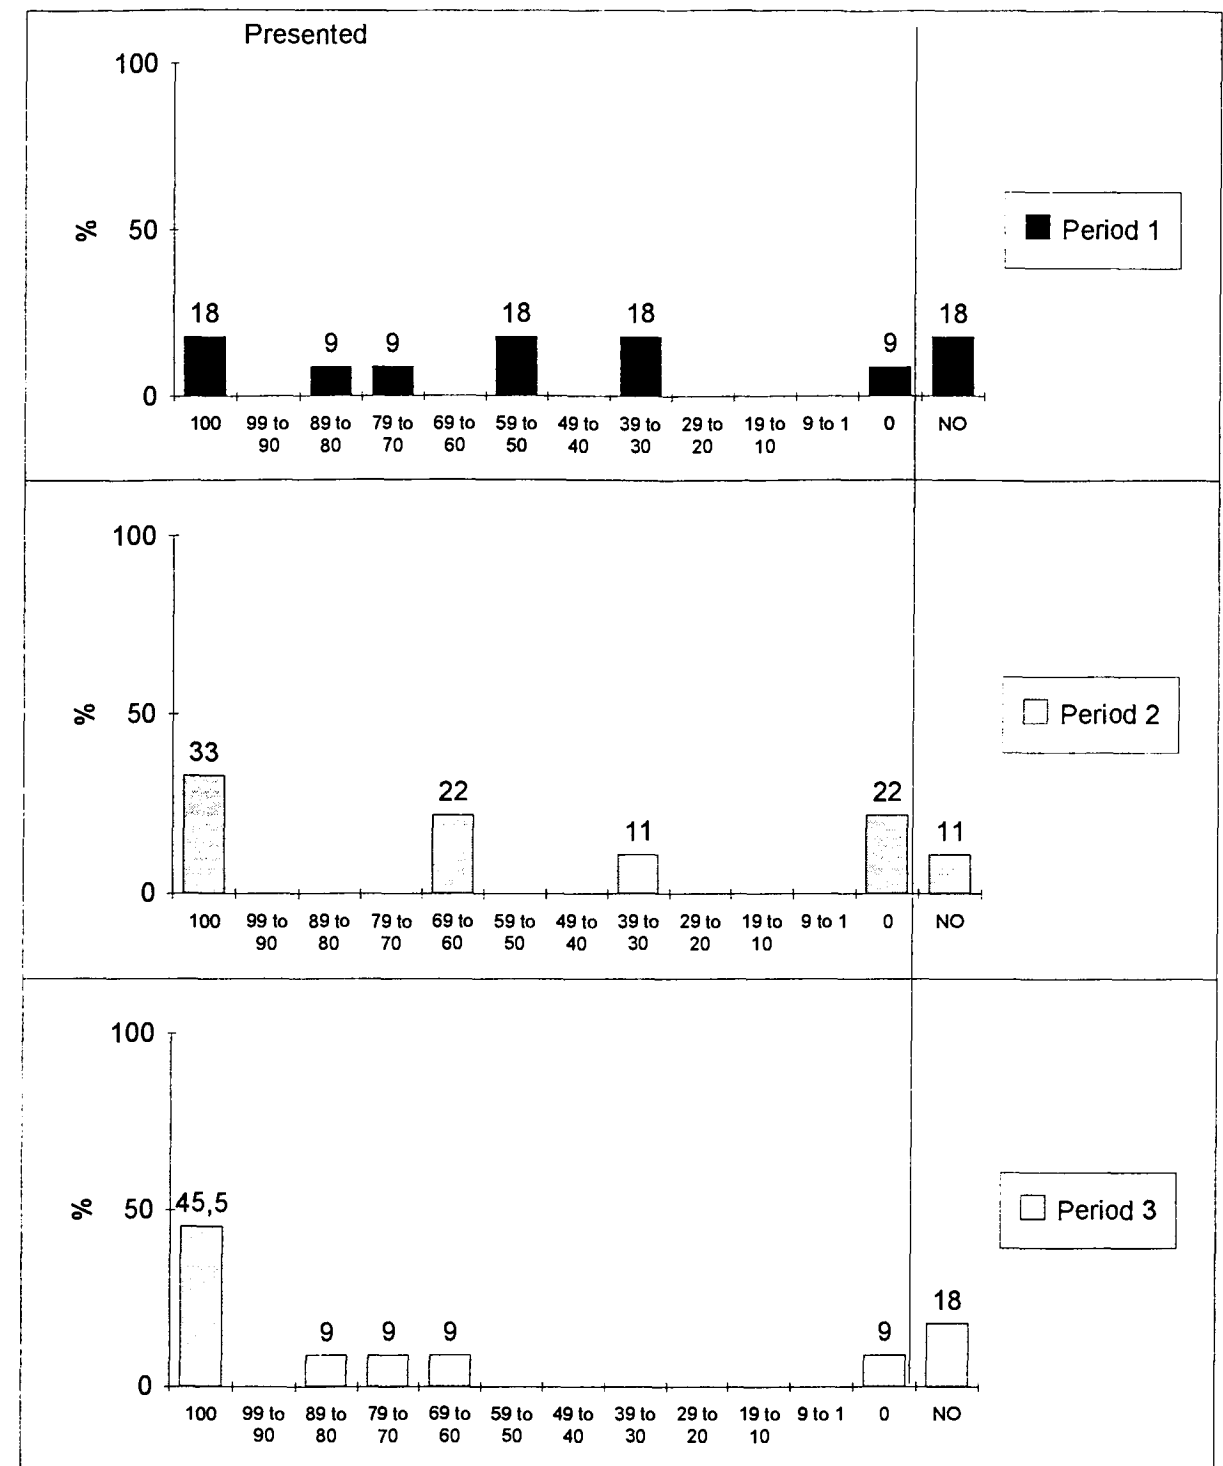 Presented
100
%
50
0
18
9
9
18
18
9
18
100
99 to 90
89 to 80
79 to 70
69 to 60
59 to 50
49 to 40
39 to 30
29 to 20
19 to 10
9 to 1
0
NO
Period 1
100
%
50
0
33
22
11
22
11
100
99 to 90
89 to 80
79 to 70
69 to 60
59 to 50
49 to 40
39 to 30
29 to 20
19 to 10
9 to 1
0
NO
Period 2
100
%
50
0
45,5
9
9
9
9
18
100
99 to 90
89 to 80
79 to 70
69 to 60
59 to 50
49 to 40
39 to 30
29 to 20
19 to 10
9 to 1
0
NO
Period 3